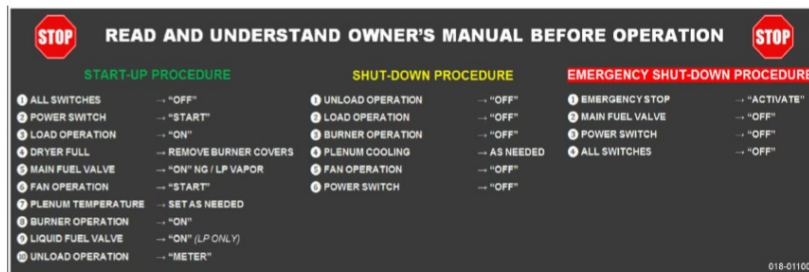 STOP READ AND UNDERSTAND OWNER'S MANUAL BEFORE OPERATION STOP
START-UP PROCEDURE
1 ALL SWITCHES → "OFF"
2 POWER SWITCH → "START"
3 LOAD OPERATION → "ON"
4 DRYER FULL → REMOVE BURNER COVERS
5 MAIN FUEL VALVE → "ON" NG / LP VAPOR
6 FAN OPERATION → "START"
7 PLENUM TEMPERATURE → SET AS NEEDED
8 BURNER OPERATION → "ON"
9 LIQUID FUEL VALVE → "ON" (LP ONLY)
10 UNLOAD OPERATION → "METER"
SHUT-DOWN PROCEDURE
1 UNLOAD OPERATION → "OFF"
2 LOAD OPERATION → "OFF"
3 BURNER OPERATION → "OFF"
4 PLENUM COOLING → AS NEEDED
5 FAN OPERATION → "OFF"
6 POWER SWITCH → "OFF"
EMERGENCY SHUT-DOWN PROCEDURE
1 EMERGENCY STOP → "ACTIVATE"
2 MAIN FUEL VALVE → "OFF"
3 POWER SWITCH → "OFF"
4 ALL SWITCHES → "OFF"
018-01100